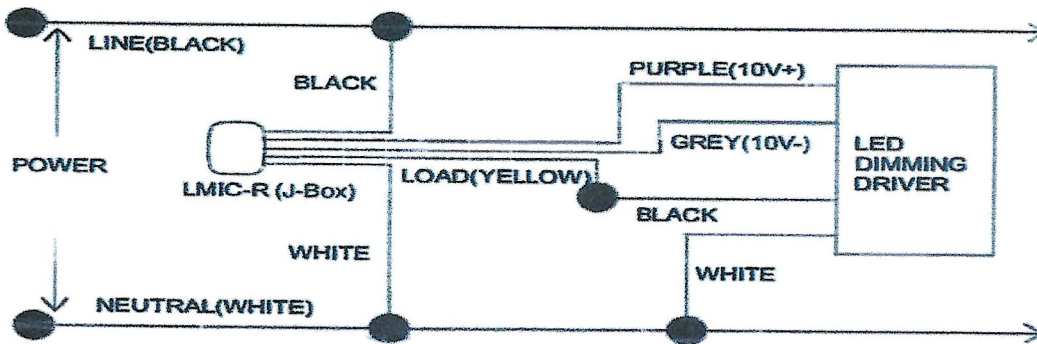 LINE(BLACK)
BLACK
PURPLE(10V+)
GREY(10V-)
LED
DIMMING
DRIVER
POWER
LMIC-R (J-Box)
LOAD(YELLOW)
BLACK
WHITE
WHITE
NEUTRAL(WHITE)